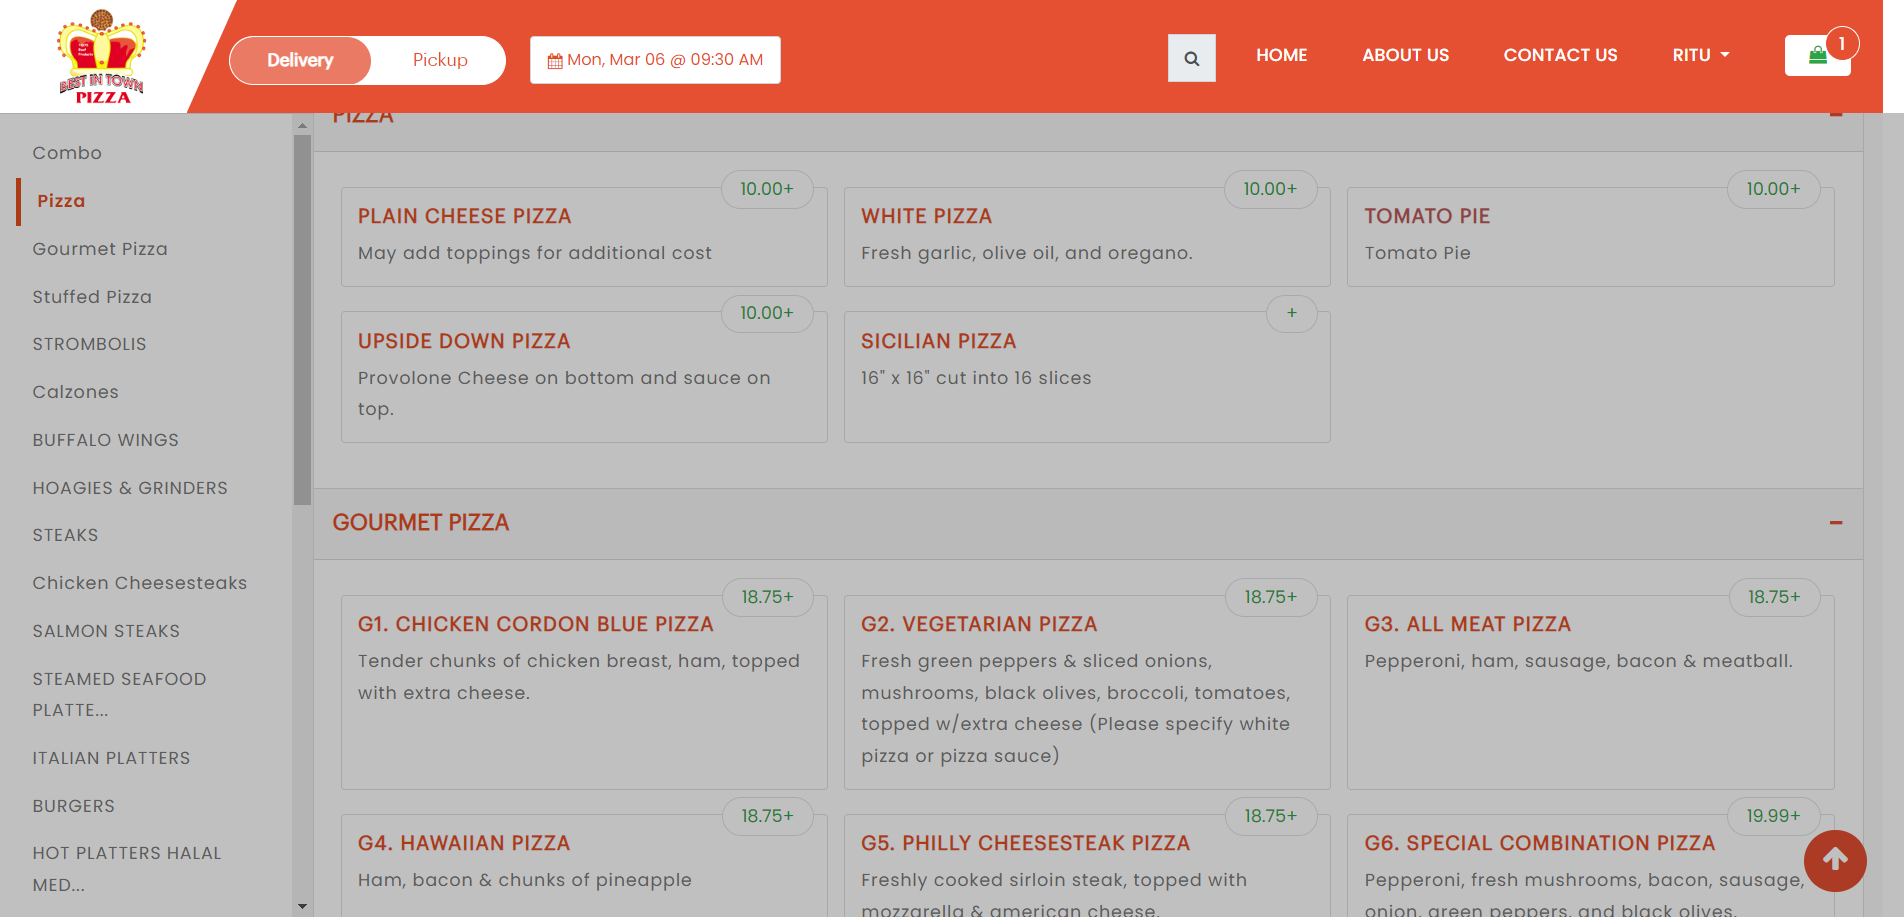 BEST IN TOWN
PIZZA
Delivery
Pickup
Mon, Mar 06 @ 09:30 AM
HOME
ABOUT US
CONTACT US
RITU
1
Combo
Pizza
Gourmet Pizza
Stuffed Pizza
STROMBOLIS
Calzones
BUFFALO WINGS
HOAGIES & GRINDERS
STEAKS
Chicken Cheesesteaks
SALMON STEAKS
STEAMED SEAFOOD
PLATTE...
ITALIAN PLATTERS
BURGERS
HOT PLATTERS HALAL
MED...
PIZZA
10.00+
PLAIN CHEESE PIZZA
May add toppings for additional cost
10.00+
WHITE PIZZA
Fresh garlic, olive oil, and oregano.
10.00+
TOMATO PIE
Tomato Pie
10.00+
UPSIDE DOWN PIZZA
Provolone Cheese on bottom and sauce on
top.
+
SICILIAN PIZZA
16" x 16" cut into 16 slices
GOURMET PIZZA
18.75+
G1. CHICKEN CORDON BLUE PIZZA
Tender chunks of chicken breast, ham, topped
with extra cheese.
18.75+
G2. VEGETARIAN PIZZA
Fresh green peppers & sliced onions,
mushrooms, black olives, broccoli, tomatoes,
topped w/extra cheese (Please specify white
pizza or pizza sauce)
18.75+
G3. ALL MEAT PIZZA
Pepperoni, ham, sausage, bacon & meatball.
18.75+
G4. HAWAIIAN PIZZA
Ham, bacon & chunks of pineapple
18.75+
G5. PHILLY CHEESESTEAK PIZZA
Freshly cooked sirloin steak, topped with
mozzarella & american cheese.
19.99+
G6. SPECIAL COMBINATION PIZZA
Pepperoni, fresh mushrooms, bacon, sausage,
onion, green peppers, and black olives.